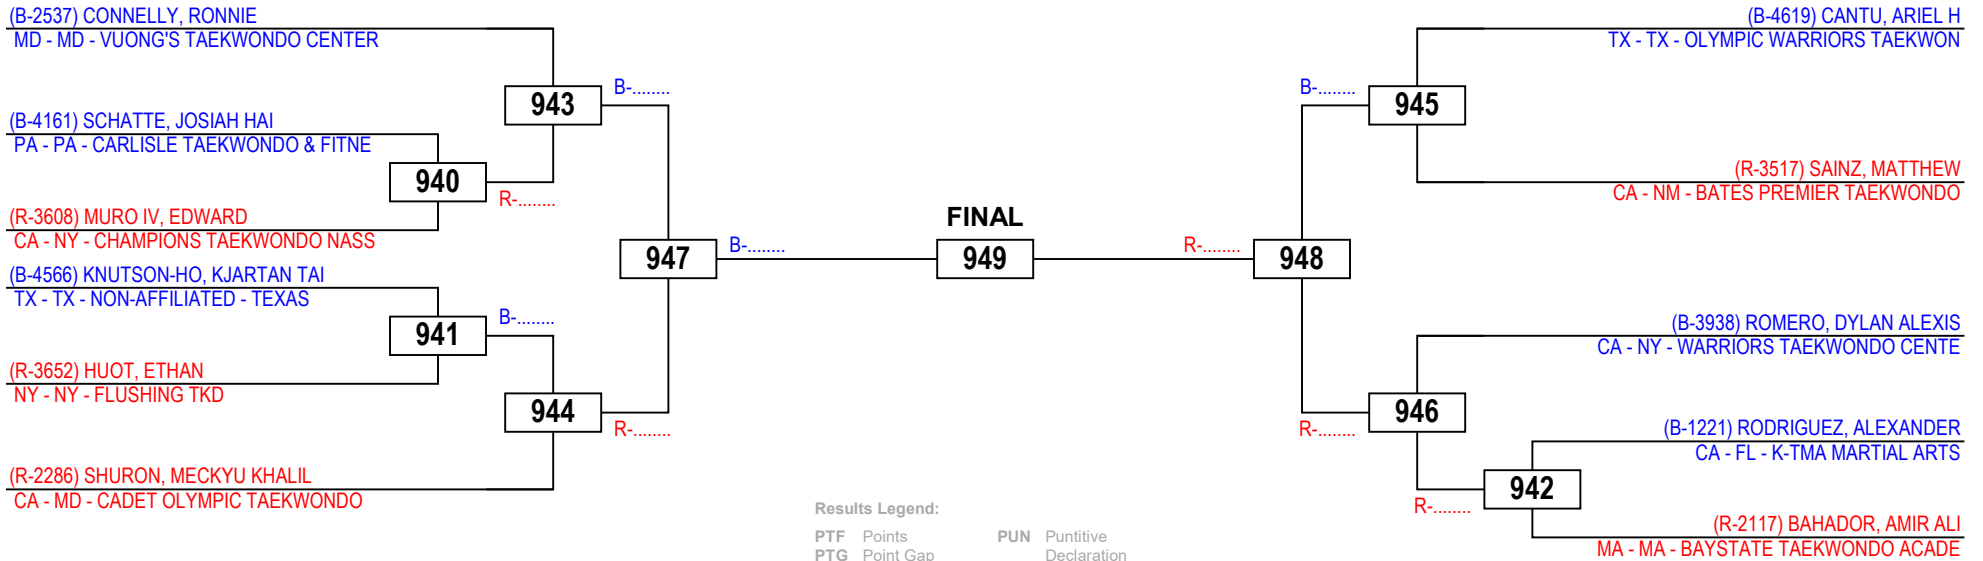 (B-2537) CONNELLY, RONNIE
MD - MD - VUONG'S TAEKWONDO CENTER
943
B-........
(B-4161) SCHATTE, JOSIAH HAI
PA - PA - CARLISLE TAEKWONDO & FITNE
940
R-........
(R-3608) MURO IV, EDWARD
CA - NY - CHAMPIONS TAEKWONDO NASS
947
B-........
(B-4566) KNUTSON-HO, KJARTAN TAI
TX - TX - NON-AFFILIATED - TEXAS
941
B-........
(R-3652) HUOT, ETHAN
NY - NY - FLUSHING TKD
944
R-........
(R-2286) SHURON, MECKYU KHALIL
CA - MD - CADET OLYMPIC TAEKWONDO
FINAL
949
(B-4619) CANTU, ARIEL H
TX - TX - OLYMPIC WARRIORS TAEKWON
B-........
945
(R-3517) SAINZ, MATTHEW
CA - NM - BATES PREMIER TAEKWONDO
R-........
948
(B-3938) ROMERO, DYLAN ALEXIS
CA - NY - WARRIORS TAEKWONDO CENTE
R-........
946
(B-1221) RODRIGUEZ, ALEXANDER
CA - FL - K-TMA MARTIAL ARTS
R-........
942
(R-2117) BAHADOR, AMIR ALI
MA - MA - BAYSTATE TAEKWONDO ACADE
Results Legend:
PTF Points PUN Puntitive
PTG Point Gap Declaration